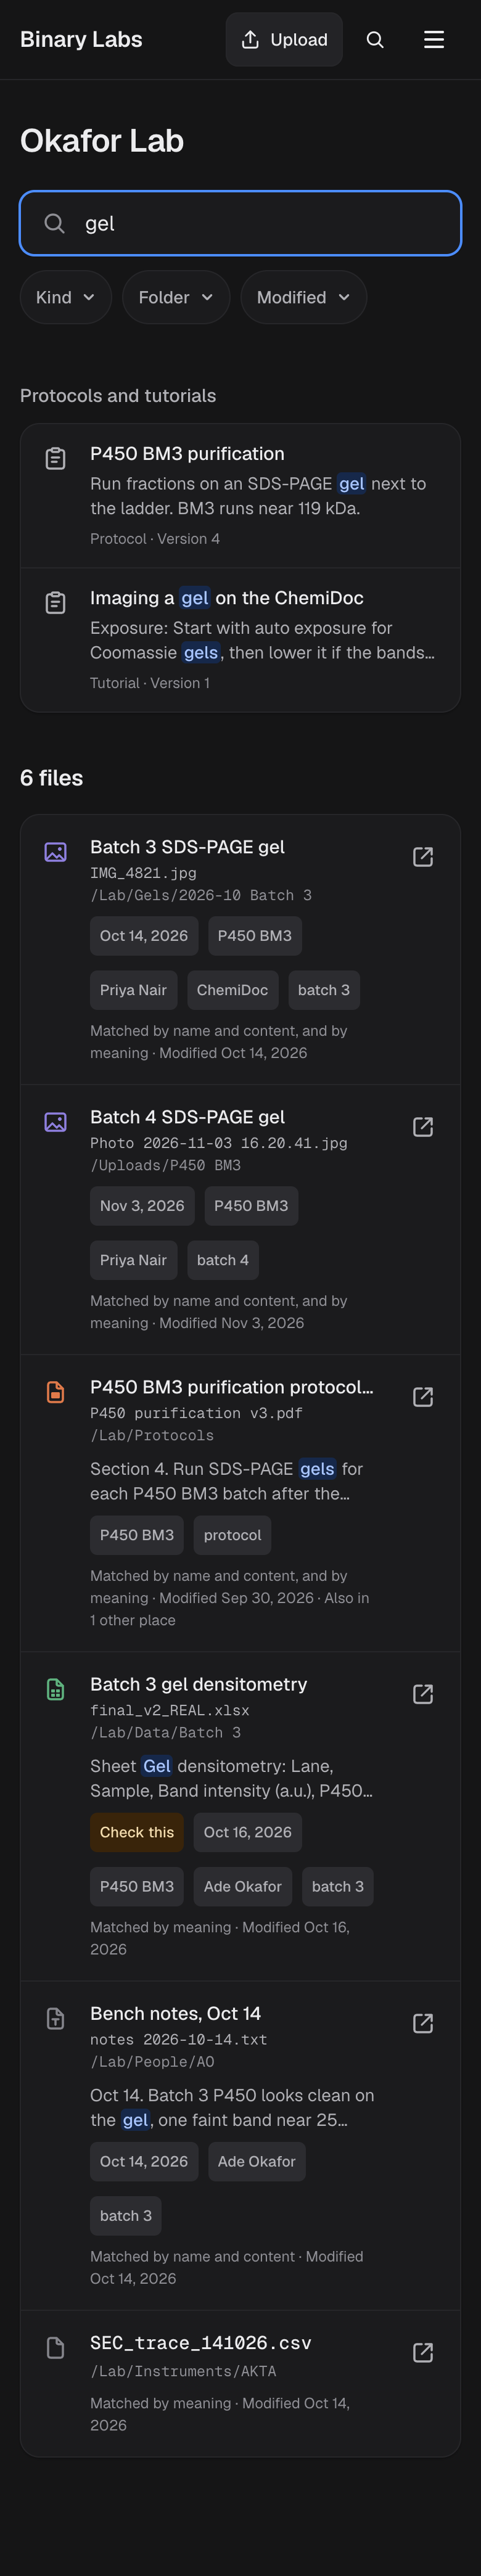 Binary Labs
Upload
Okafor Lab
gel
Kind
Folder
Modified
Protocols and tutorials
P450 BM3 purification
Run fractions on an SDS-PAGE gel next to
the ladder. BM3 runs near 119 kDa.
Protocol · Version 4
Imaging a gel on the ChemiDoc
Exposure: Start with auto exposure for
Coomassie gels, then lower it if the bands…
Tutorial · Version 1
6 files
Batch 3 SDS-PAGE gel
IMG_4821.jpg
/Lab/Gels/2026-10 Batch 3
Oct 14, 2026
P450 BM3
Priya Nair
ChemiDoc
batch 3
Matched by name and content, and by
meaning · Modified Oct 14, 2026
Batch 4 SDS-PAGE gel
Photo 2026-11-03 16.20.41.jpg
/Uploads/P450 BM3
Nov 3, 2026
P450 BM3
Priya Nair
batch 4
Matched by name and content, and by
meaning · Modified Nov 3, 2026
P450 BM3 purification protocol…
P450 purification v3.pdf
/Lab/Protocols
Section 4. Run SDS-PAGE gels for
each P450 BM3 batch after the…
P450 BM3
protocol
Matched by name and content, and by
meaning · Modified Sep 30, 2026 · Also in
1 other place
Batch 3 gel densitometry
final_v2_REAL.xlsx
/Lab/Data/Batch 3
Sheet Gel densitometry: Lane,
Sample, Band intensity (a.u.), P450…
Check this
Oct 16, 2026
P450 BM3
Ade Okafor
batch 3
Matched by meaning · Modified Oct 16,
2026
Bench notes, Oct 14
notes 2026-10-14.txt
/Lab/People/AO
Oct 14. Batch 3 P450 looks clean on
the gel, one faint band near 25…
Oct 14, 2026
Ade Okafor
batch 3
Matched by name and content · Modified
Oct 14, 2026
SEC_trace_141026.csv
/Lab/Instruments/AKTA
Matched by meaning · Modified Oct 14,
2026